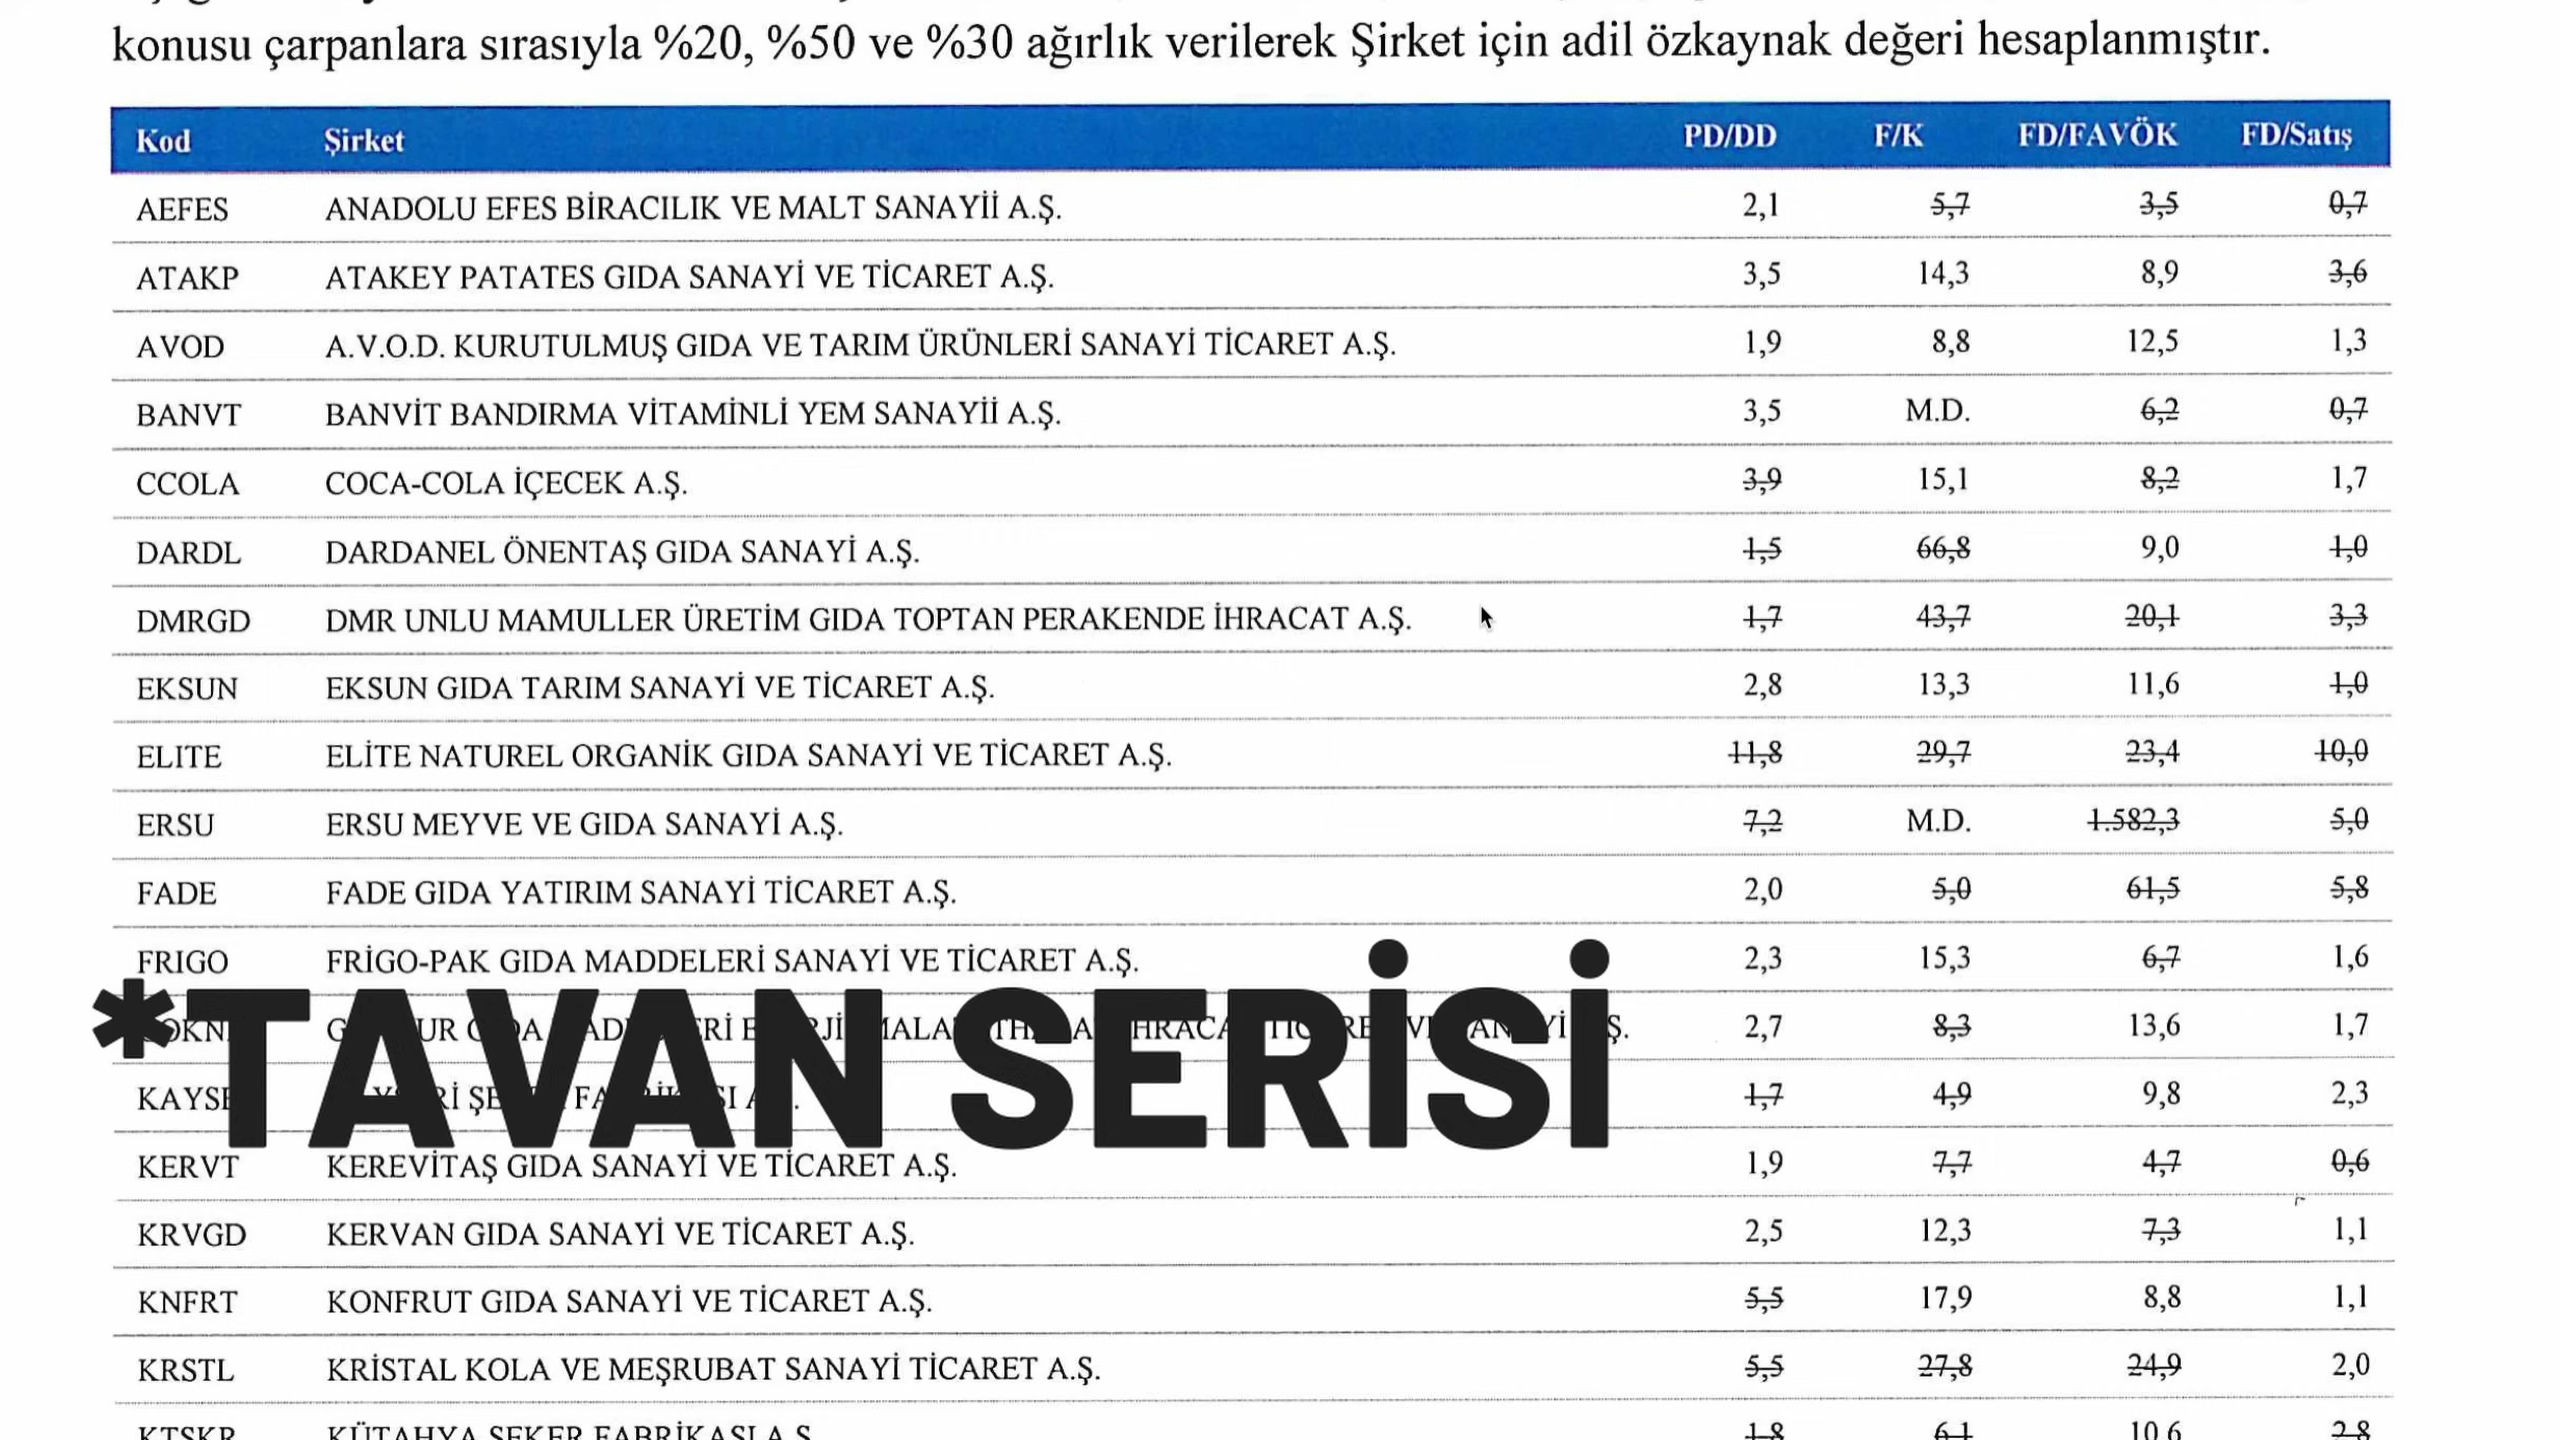 konusu çarpanlara sırasıyla %20, %50 ve %30 ağırlık verilerek Şirket için adil özkaynak değeri hesaplanmıştır.
Kod Şirket PD/DD F/K FD/FAVÖK FD/Satış
AEFES ANADOLU EFES BİRACILIK VE MALT SANAYİİ A.Ş. 2,1 5,7 3,5 0,7
ATAKP ATAKEY PATATES GIDA SANAYİ VE TİCARET A.Ş. 3,5 14,3 8,9 3,6
AVOD A.V.O.D. KURUTULMUŞ GIDA VE TARIM ÜRÜNLERİ SANAYİ TİCARET A.Ş. 1,9 8,8 12,5 1,3
BANVT BANVİT BANDIRMA VİTAMİNLİ YEM SANAYİİ A.Ş. 3,5 M.D. 6,2 0,7
CCOLA COCA-COLA İÇECEK A.Ş. 3,9 15,1 8,2 1,7
DARDL DARDANEL ÖNENTAŞ GIDA SANAYİ A.Ş. 1,5 66,8 9,0 1,0
DMRGD DMR UNLU MAMULLER ÜRETİM GIDA TOPTAN PERAKENDE İHRACAT A.Ş. 1,7 43,7 20,1 3,3
EKSUN EKSUN GIDA TARIM SANAYİ VE TİCARET A.Ş. 2,8 13,3 11,6 1,0
ELITE ELİTE NATUREL ORGANİK GIDA SANAYİ VE TİCARET A.Ş. 11,8 29,7 23,4 10,0
ERSU ERSU MEYVE VE GIDA SANAYİ A.Ş. 7,2 M.D. 1.582,3 5,0
FADE FADE GIDA YATIRIM SANAYİ TİCARET A.Ş. 2,0 5,0 61,5 5,8
FRIGO FRİGO-PAK GIDA MADDELERİ SANAYİ VE TİCARET A.Ş. 2,3 15,3 6,7 1,6
2,7 8,3 13,6 1,7
*TAVAN SERİSİ
1,7 4,9 9,8 2,3
KERVT KEREVİTAŞ GIDA SANAYİ VE TİCARET A.Ş. 1,9 7,7 4,7 0,6
KRVGD KERVAN GIDA SANAYİ VE TİCARET A.Ş. 2,5 12,3 7,3 1,1
KNFRT KONFRUT GIDA SANAYİ VE TİCARET A.Ş. 5,5 17,9 8,8 1,1
KRSTL KRİSTAL KOLA VE MEŞRUBAT SANAYİ TİCARET A.Ş. 5,5 27,8 24,9 2,0
KTSKR KÜTAHYA ŞEKER FABRİKASI A.Ş. 1,8 6,1 10,6 2,8